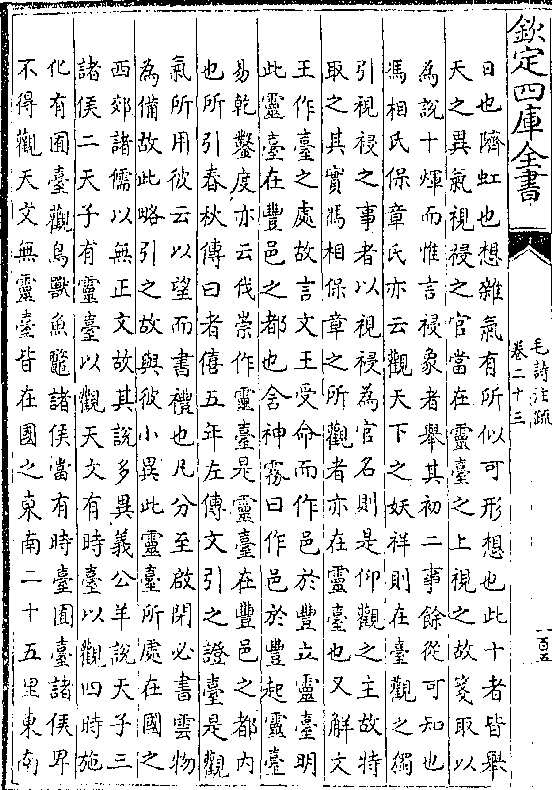 欽定四庫全書
毛詩注疏
卷二十三
一百五
日也隮虹也想雜氣有所似可形想也此十者皆舉
天之異氣視祲之官當在靈臺之上視之故箋取以
為說十煇而惟言祲象者舉其初二事餘從可知也
馮相氏保章氏亦云觀天下之妖祥則在臺觀之獨
引視祲之事者以視祲為官名則是仰觀之主故特
取之其實馮相保章之所觀者亦在靈臺也又解文
王作臺之處故言文王受命而作邑於豐立靈臺明
此靈臺在豐邑之都也含神霧曰作邑於豐起靈臺
易乾鑿度亦云伐崇作靈臺是靈臺在豐邑之都內
也所引春秋傳曰者僖五年左傳文引之證臺是觀
氣所用彼云以望而書禮也凡分至啟閉必書雲物
為備故此略引之故與彼小異此靈臺所處在國之
西郊諸儒以無正文故其說多異義公羊說天子三
諸侯二天子有靈臺以觀天文有時臺以觀四時施
化有囿臺觀鳥獸魚鼈諸侯當有時臺囿臺諸侯卑
不得觀天文無靈臺皆在國之東南二十五里東南